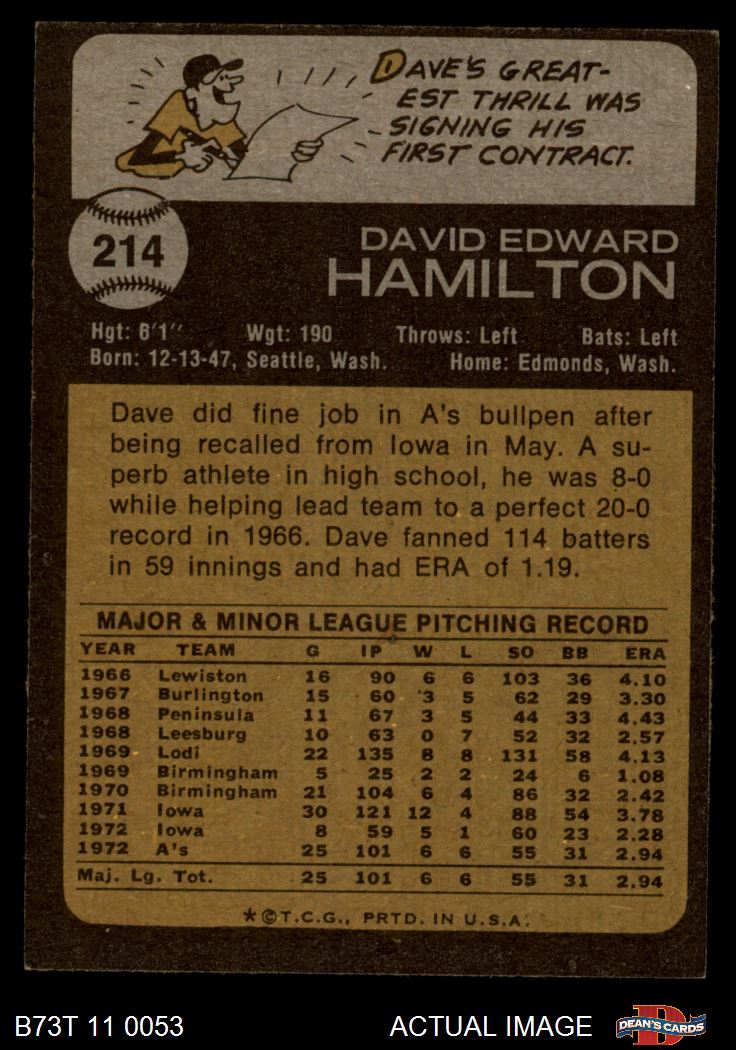 DAVE'S GREAT-
EST THRILL WAS
SIGNING HIS
FIRST CONTRACT.
214
DAVID EDWARD
HAMILTON
Hgt: 6'1" Wgt: 190 Throws: Left Bats: Left
Born: 12-13-47, Seattle, Wash. Home: Edmonds, Wash.
Dave did fine job in A's bullpen after
being recalled from Iowa in May. A su-
perb athlete in high school, he was 8-0
while helping lead team to a perfect 20-0
record in 1966. Dave fanned 114 batters
in 59 innings and had ERA of 1.19.
MAJOR & MINOR LEAGUE PITCHING RECORD
YEAR TEAM G IP W L SO BB ERA
1966 Lewiston 16 90 6 6 103 36 4.10
1967 Burlington 15 60 3 5 62 29 3.30
1968 Peninsula 11 67 3 5 44 33 4.43
1968 Leesburg 10 63 0 7 52 32 2.57
1969 Lodi 22 135 8 8 131 58 4.13
1969 Birmingham 5 25 2 2 24 6 1.08
1970 Birmingham 21 104 6 4 86 32 2.42
1971 Iowa 30 121 12 4 88 54 3.78
1972 Iowa 8 59 5 1 60 23 2.28
1972 A's 25 101 6 6 55 31 2.94
Maj. Lg. Tot. 25 101 6 6 55 31 2.94
*©T.C.G., PRTD. IN U.S.A.
B73T 11 0053 ACTUAL IMAGE D DEAN'S CARDS